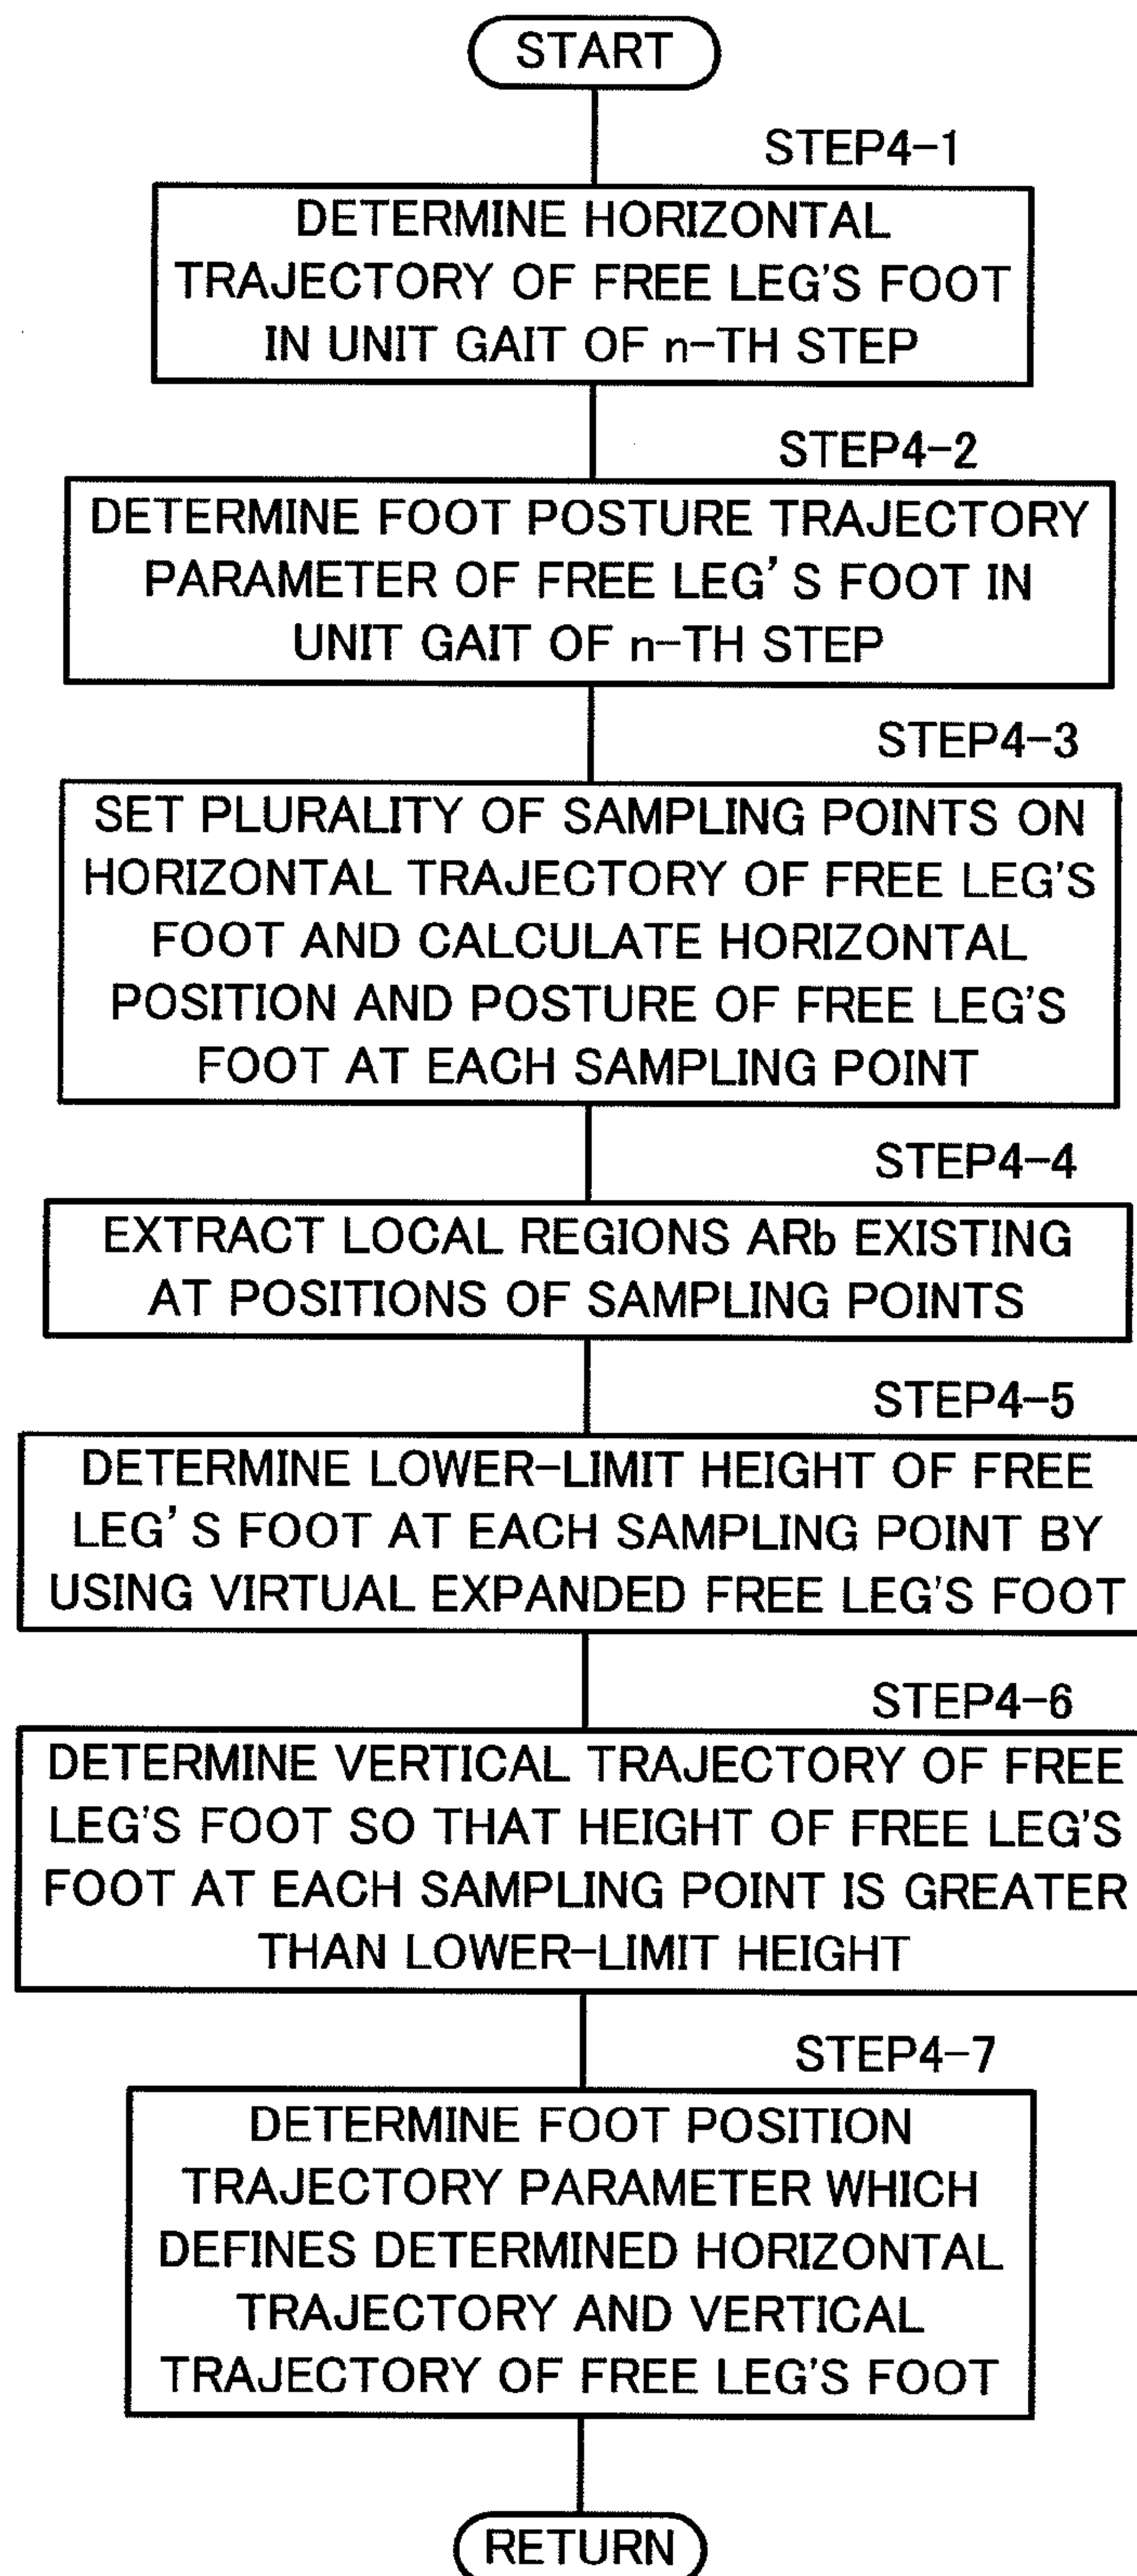 START
STEP4-1
DETERMINE HORIZONTAL
TRAJECTORY OF FREE LEG'S FOOT
IN UNIT GAIT OF n-TH STEP
STEP4-2
DETERMINE FOOT POSTURE TRAJECTORY
PARAMETER OF FREE LEG'S FOOT IN
UNIT GAIT OF n-TH STEP
STEP4-3
SET PLURALITY OF SAMPLING POINTS ON
HORIZONTAL TRAJECTORY OF FREE LEG'S
FOOT AND CALCULATE HORIZONTAL
POSITION AND POSTURE OF FREE LEG'S
FOOT AT EACH SAMPLING POINT
STEP4-4
EXTRACT LOCAL REGIONS ARb EXISTING
AT POSITIONS OF SAMPLING POINTS
STEP4-5
DETERMINE LOWER-LIMIT HEIGHT OF FREE
LEG'S FOOT AT EACH SAMPLING POINT BY
USING VIRTUAL EXPANDED FREE LEG'S FOOT
STEP4-6
DETERMINE VERTICAL TRAJECTORY OF FREE
LEG'S FOOT SO THAT HEIGHT OF FREE LEG'S
FOOT AT EACH SAMPLING POINT IS GREATER
THAN LOWER-LIMIT HEIGHT
STEP4-7
DETERMINE FOOT POSITION
TRAJECTORY PARAMETER WHICH
DEFINES DETERMINED HORIZONTAL
TRAJECTORY AND VERTICAL
TRAJECTORY OF FREE LEG'S FOOT
RETURN